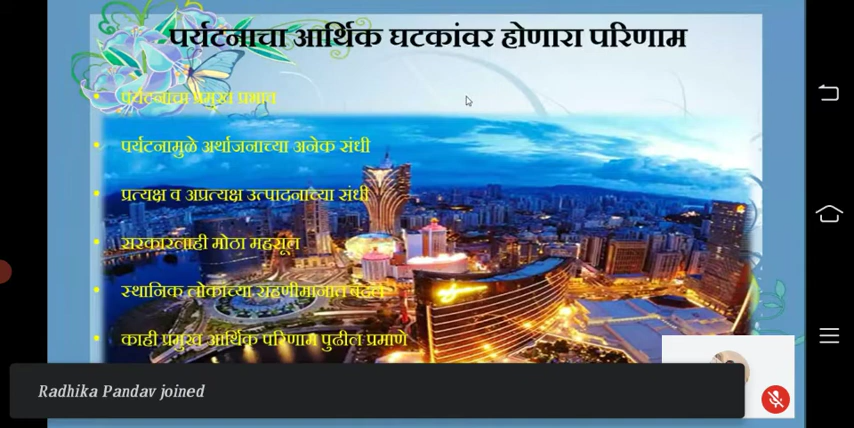 पर्यटनाचा आर्थिक घटकांवर होणारा परिणाम
• पर्यटनाचा प्रमुख प्रभाव
• पर्यटनामुळे अर्थाजनाच्या अनेक संधी
• प्रत्यक्ष व अप्रत्यक्ष उत्पादनाच्या संधी
• सरकारलाही मोठा महसूल
• स्थानिक लोकांच्या राहणीमानात बदल
• काही प्रमुख आर्थिक परिणाम पुढील प्रमाणे
Radhika Pandav joined